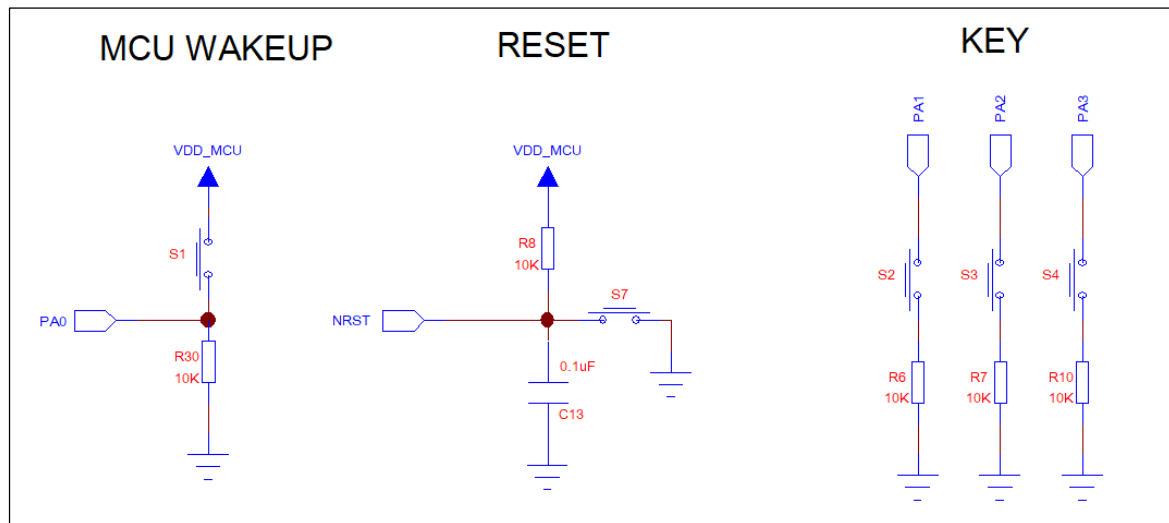 MCU WAKEUP
VDD_MCU
S1
PA0
R30
10K
RESET
VDD_MCU
R8
10K
S7
NRST
0.1uF
C13
KEY
PA1
PA2
PA3
S2
S3
S4
R6
10K
R7
10K
R10
10K